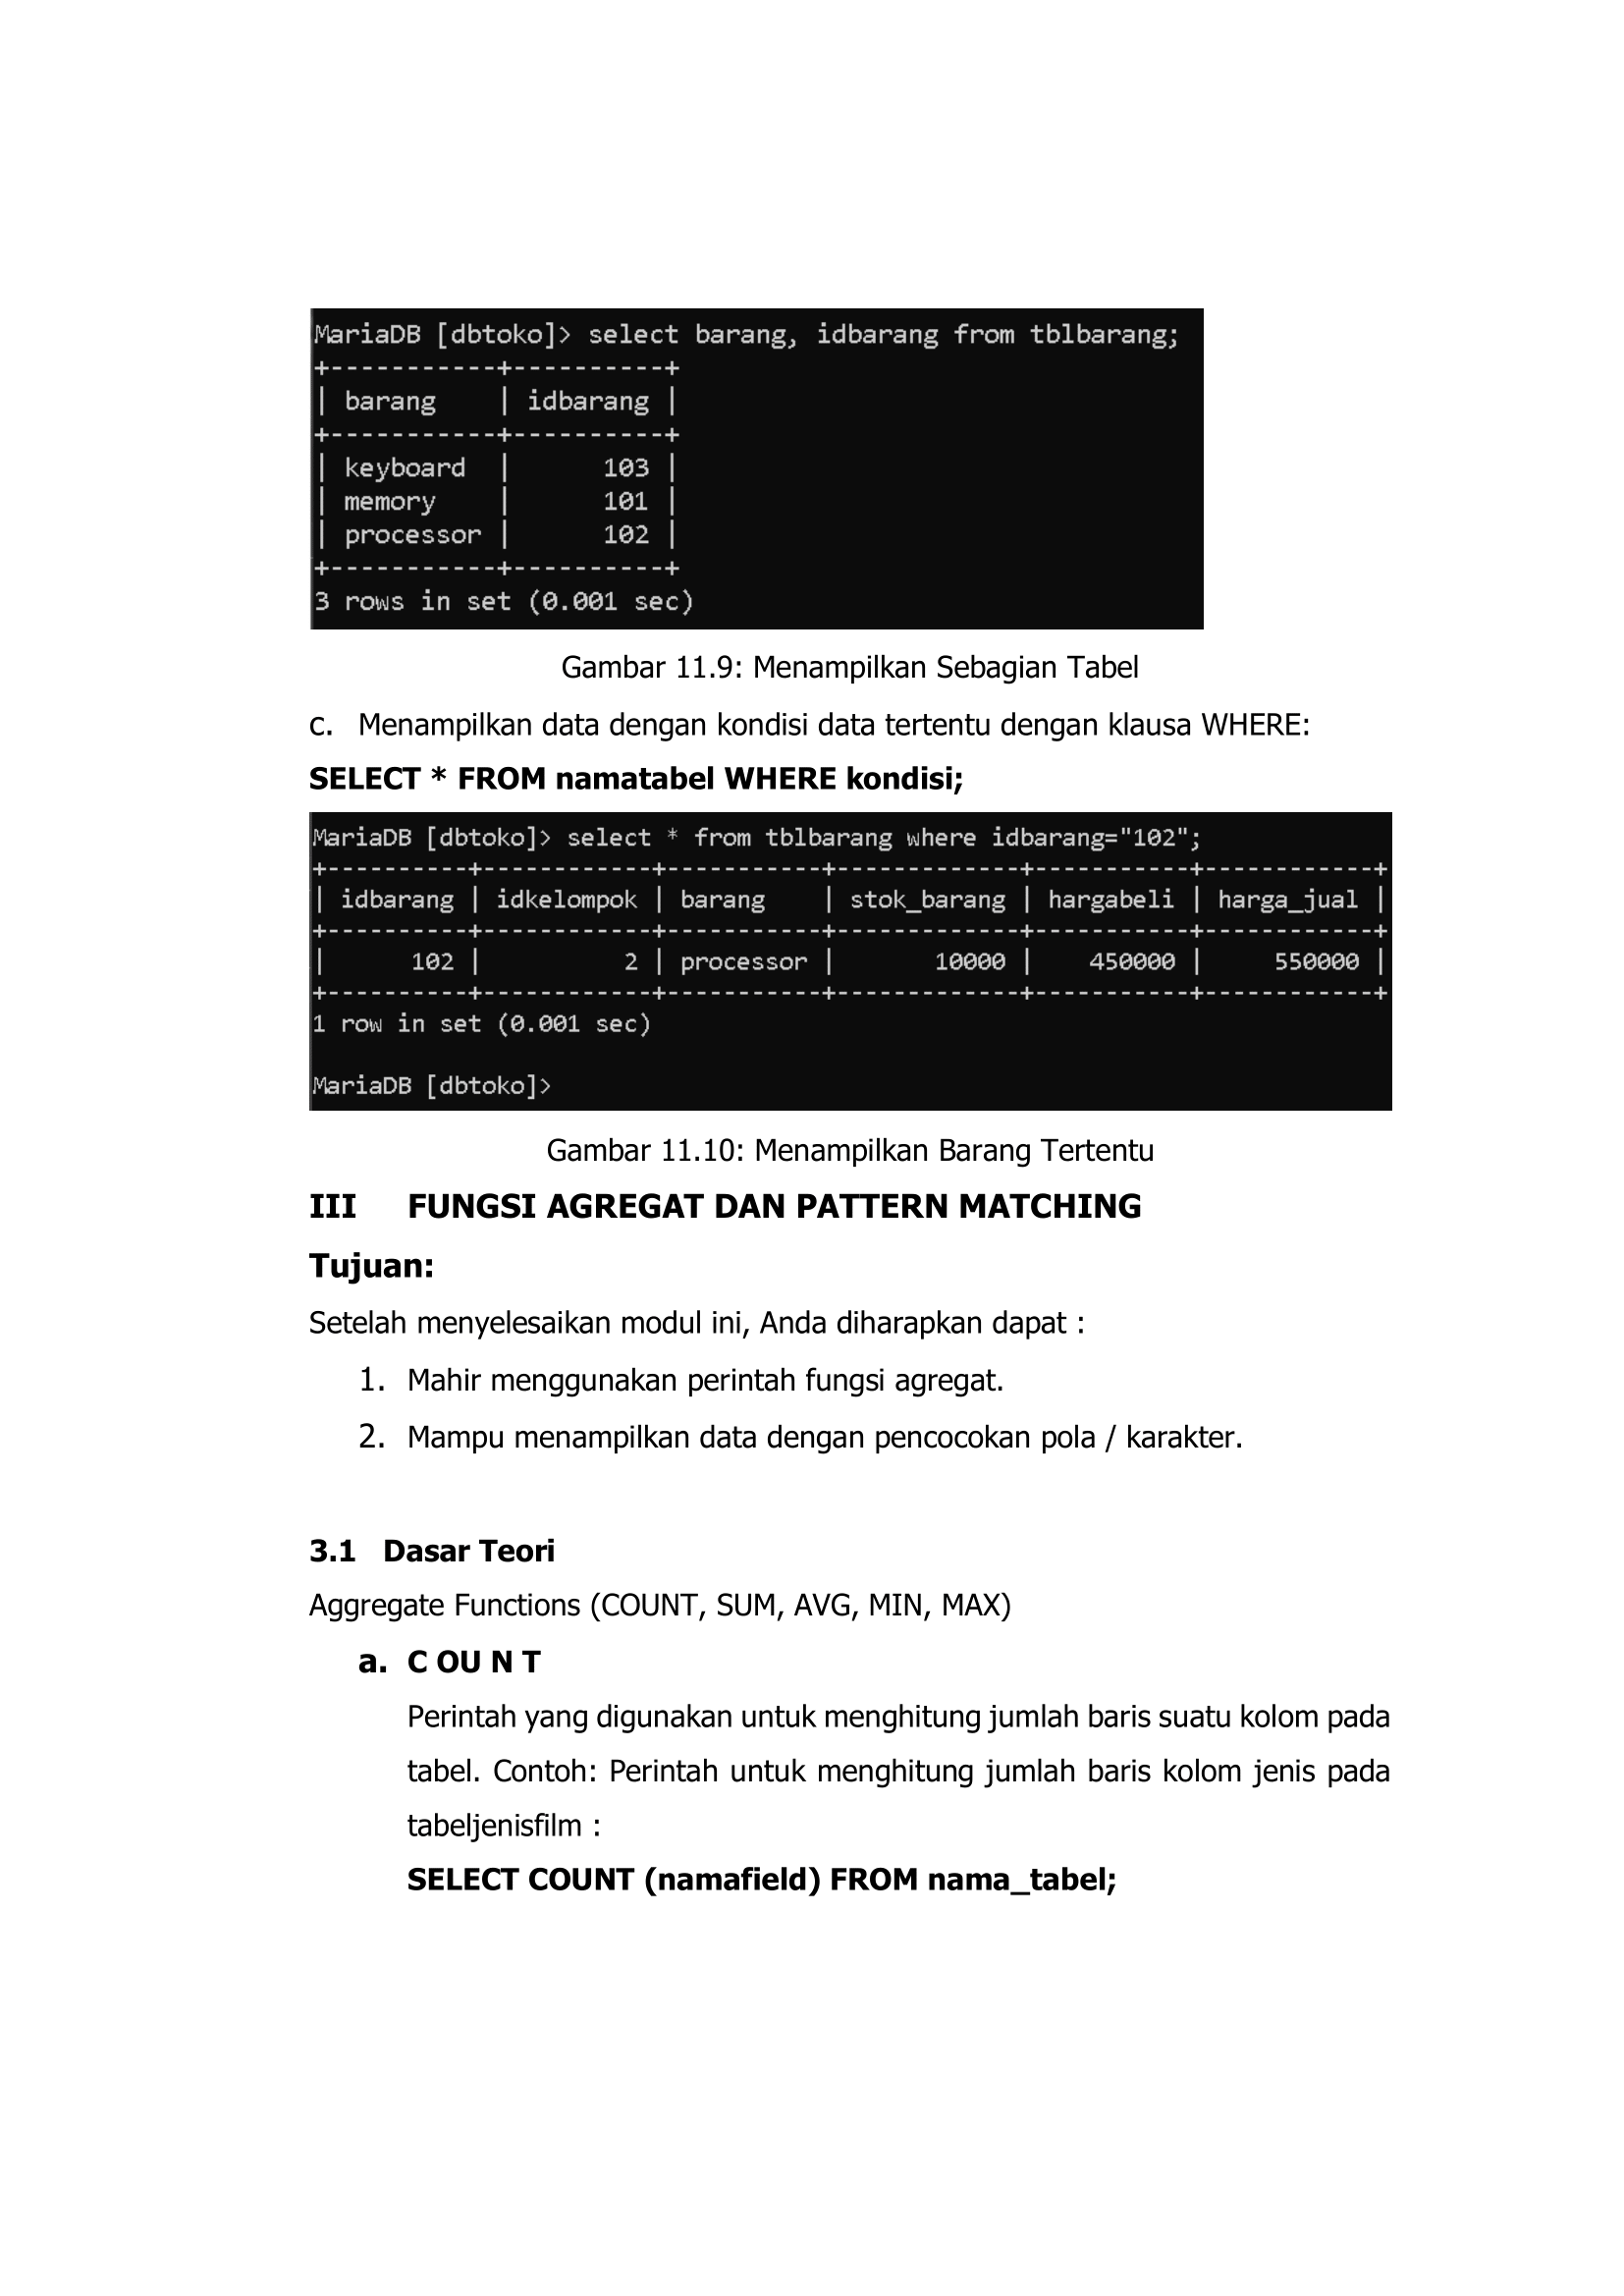 MariaDB [dbtoko]> select barang, idbarang from tblbarang;
+-----------+----------+
| barang    | idbarang |
+-----------+----------+
| keyboard  |      103 |
| memory    |      101 |
| processor |      102 |
+-----------+----------+
3 rows in set (0.001 sec)
Gambar 11.9: Menampilkan Sebagian Tabel
c. Menampilkan data dengan kondisi data tertentu dengan klausa WHERE:
SELECT * FROM namatabel WHERE kondisi;
MariaDB [dbtoko]> select * from tblbarang where idbarang="102";
+----------+------------+-----------+-------------+-----------+------------+
| idbarang | idkelompok | barang    | stok_barang | hargabeli | harga_jual |
+----------+------------+-----------+-------------+-----------+------------+
|      102 |          2 | processor |       10000 |    450000 |     550000 |
+----------+------------+-----------+-------------+-----------+------------+
1 row in set (0.001 sec)
MariaDB [dbtoko]>
Gambar 11.10: Menampilkan Barang Tertentu
III FUNGSI AGREGAT DAN PATTERN MATCHING
Tujuan:
Setelah menyelesaikan modul ini, Anda diharapkan dapat :
1. Mahir menggunakan perintah fungsi agregat.
2. Mampu menampilkan data dengan pencocokan pola / karakter.
3.1 Dasar Teori
Aggregate Functions (COUNT, SUM, AVG, MIN, MAX)
a. C OU N T
Perintah yang digunakan untuk menghitung jumlah baris suatu kolom pada
tabel. Contoh: Perintah untuk menghitung jumlah baris kolom jenis pada
tabeljenisfilm :
SELECT COUNT (namafield) FROM nama_tabel;